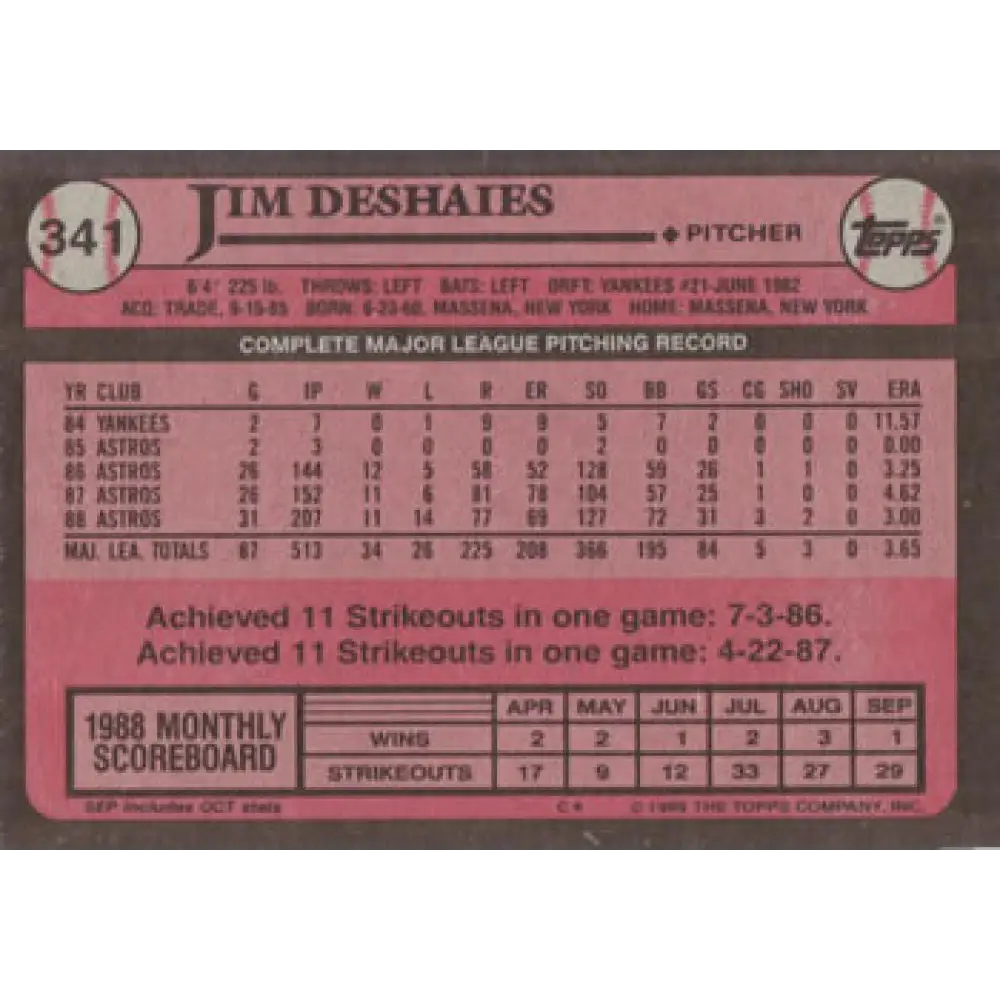 341
JIM DESHAIES
PITCHER
TOPPS®
6'4" 225 lb. THROWS: LEFT BATS: LEFT DRFT: YANKEES #21-JUNE 1982
ACQ: TRADE, 9-15-85 BORN: 6-23-60, MASSENA, NEW YORK HOME: MASSENA, NEW YORK
COMPLETE MAJOR LEAGUE PITCHING RECORD
YR CLUB G IP W L R ER SO BB GS CG SHO SV ERA
84 YANKEES 2 7 0 1 9 9 5 7 2 0 0 0 11.57
85 ASTROS 2 3 0 0 0 0 2 0 0 0 0 0 0.00
86 ASTROS 26 144 12 5 58 52 128 59 26 1 1 0 3.25
87 ASTROS 26 152 11 6 81 78 104 57 25 1 0 0 4.62
88 ASTROS 31 207 11 14 77 69 127 72 31 3 2 0 3.00
MAJ. LEA. TOTALS 87 513 34 26 225 208 366 195 84 5 3 0 3.65
Achieved 11 Strikeouts in one game: 7-3-86.
Achieved 11 Strikeouts in one game: 4-22-87.
1988 MONTHLY
SCOREBOARD
APR MAY JUN JUL AUG SEP
WINS 2 2 1 2 3 1
STRIKEOUTS 17 9 12 33 27 29
SEP includes OCT stats C* © 1989 THE TOPPS COMPANY, INC.